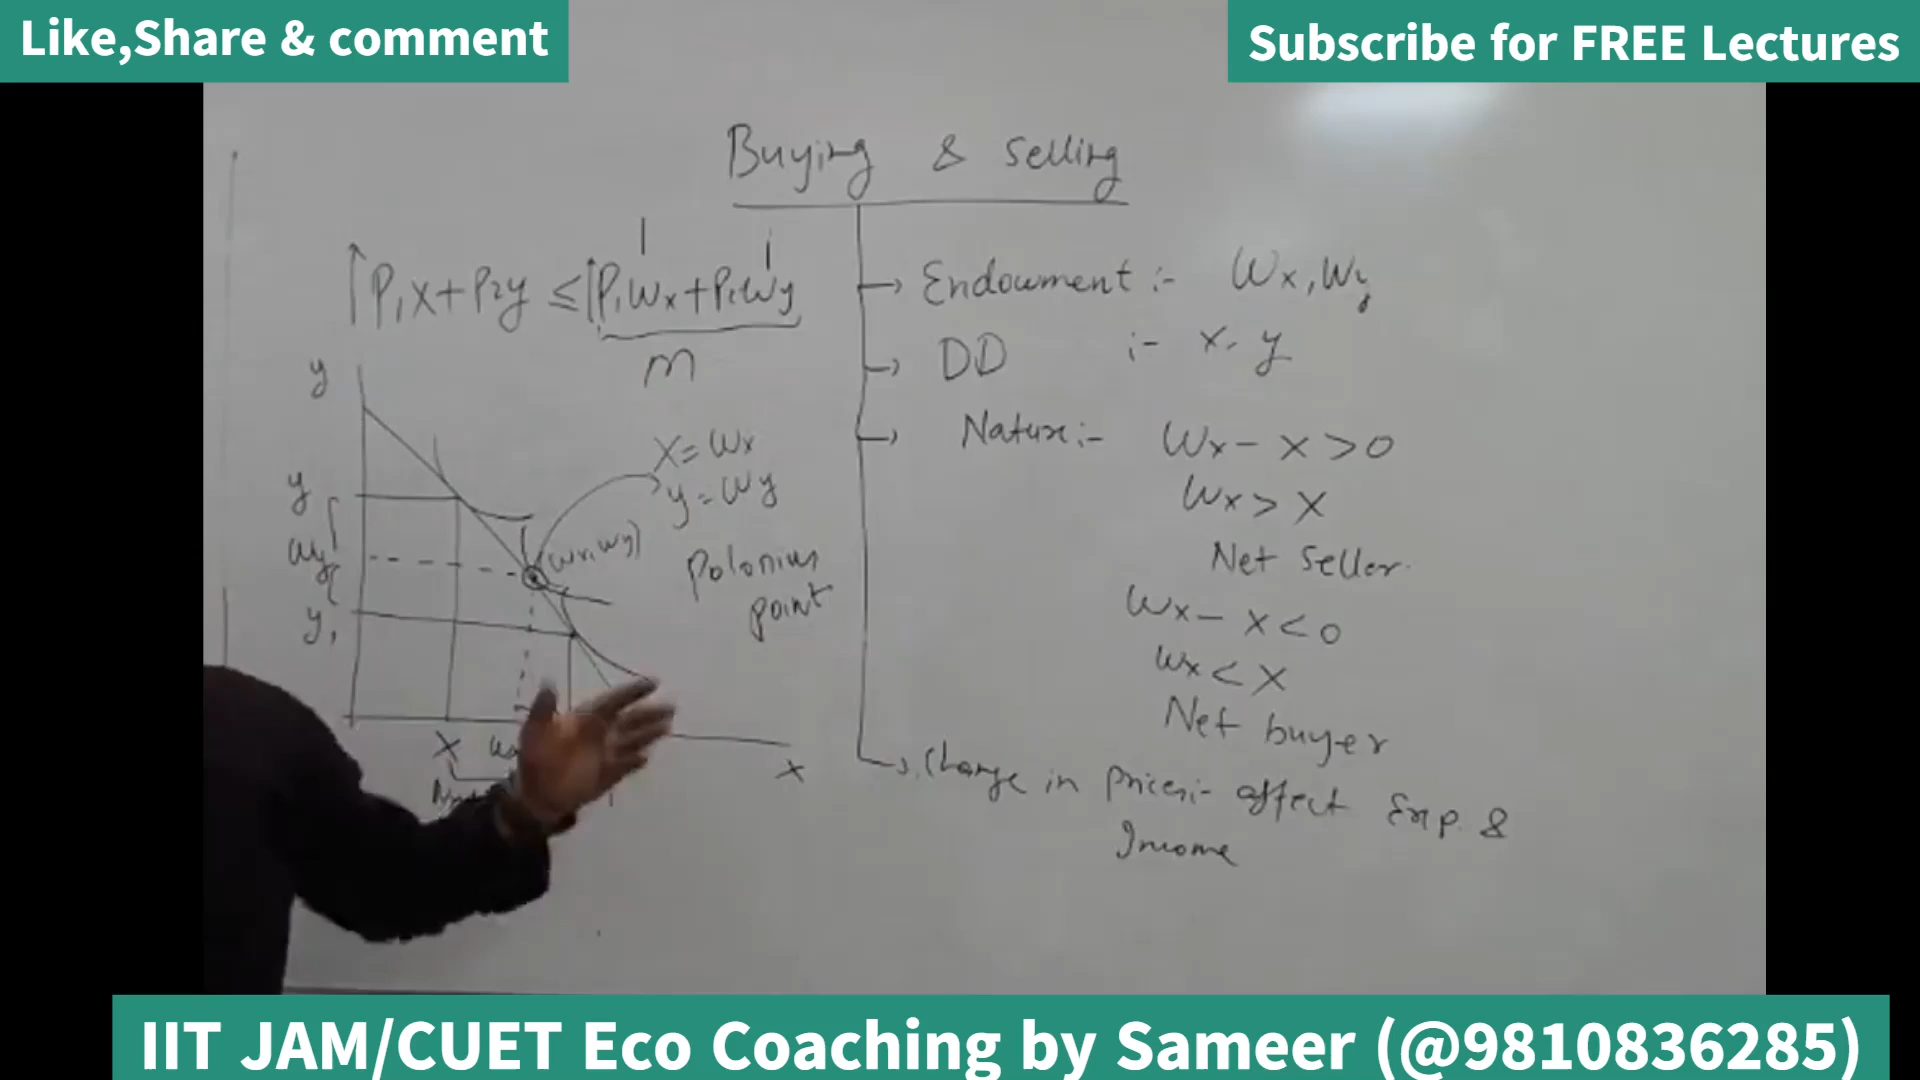 Like,Share & comment
Subscribe for FREE Lectures
Buying & Selling
P₁x+P₂y ≤ P₁Wx+P₂Wy
m
Endowment :- Wx, Wy
DD :- x, y
Nature :- Wx - x > 0
Wx > x
Net Seller
Wx - x < 0
Wx < x
Net buyer
Change in prices:- affect Exp. &
Income
y
x = Wx
y = Wy
y
(Wx, Wy)
Wy
Polonius
point
y₁
x
x
IIT JAM/CUET Eco Coaching by Sameer (@9810836285)